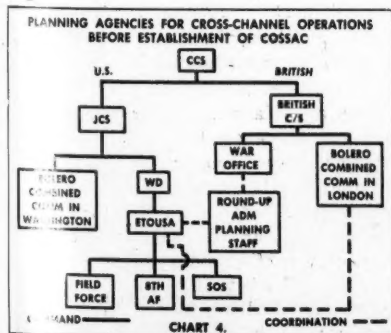 PLANNING AGENCIES FOR CROSS-CHANNEL OPERATIONS
BEFORE ESTABLISHMENT OF COSSAC
CCS
U.S.
BRITISH
JCS
BRITISH
C/S
BOLERO
COMBINED
COMM IN
WASHINGTON
WD
WAR
OFFICE
BOLERO
COMBINED
COMM IN
LONDON
ETOUSA
ROUND-UP
ADM
PLANNING
STAFF
FIELD
FORCE
8TH
AF
SOS
COMMAND
CHART 4.
COORDINATION